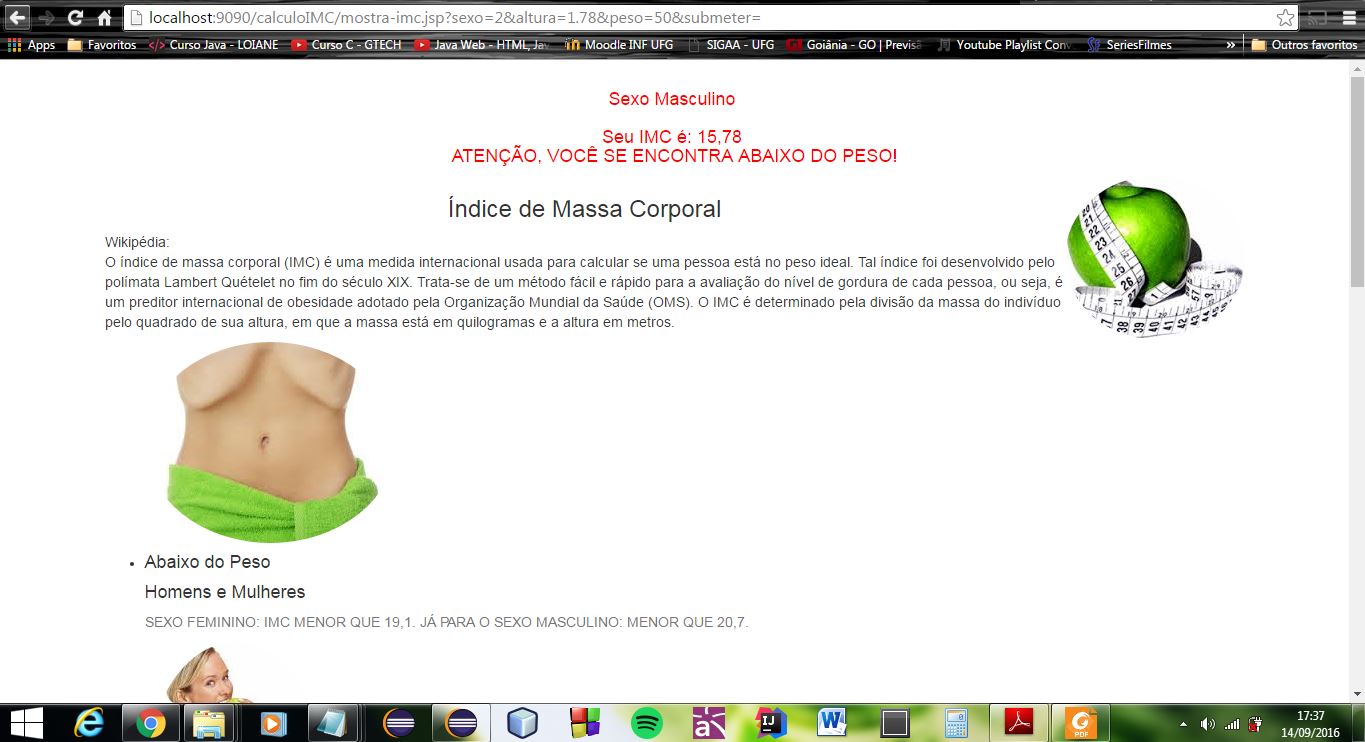 localhost:9090/calculoIMC/mostra-imc.jsp?sexo=2&altura=1.78&peso=50&submeter=
Apps Favoritos Curso Java - LOIANE Curso C - GTECH Java Web - HTML, Jav Moodle INF UFG SIGAA - UFG Goiânia - GO | Previsã Youtube Playlist Conv SeriesFilmes » Outros favoritos
Sexo Masculino
Seu IMC é: 15,78
ATENÇÃO, VOCÊ SE ENCONTRA ABAIXO DO PESO!
Índice de Massa Corporal
Wikipédia:
O índice de massa corporal (IMC) é uma medida internacional usada para calcular se uma pessoa está no peso ideal. Tal índice foi desenvolvido pelo
polímata Lambert Quételet no fim do século XIX. Trata-se de um método fácil e rápido para a avaliação do nível de gordura de cada pessoa, ou seja, é
um preditor internacional de obesidade adotado pela Organização Mundial da Saúde (OMS). O IMC é determinado pela divisão da massa do indivíduo
pelo quadrado de sua altura, em que a massa está em quilogramas e a altura em metros.
Abaixo do Peso
Homens e Mulheres
SEXO FEMININO: IMC MENOR QUE 19,1. JÁ PARA O SEXO MASCULINO: MENOR QUE 20,7.
17:37
14/09/2016